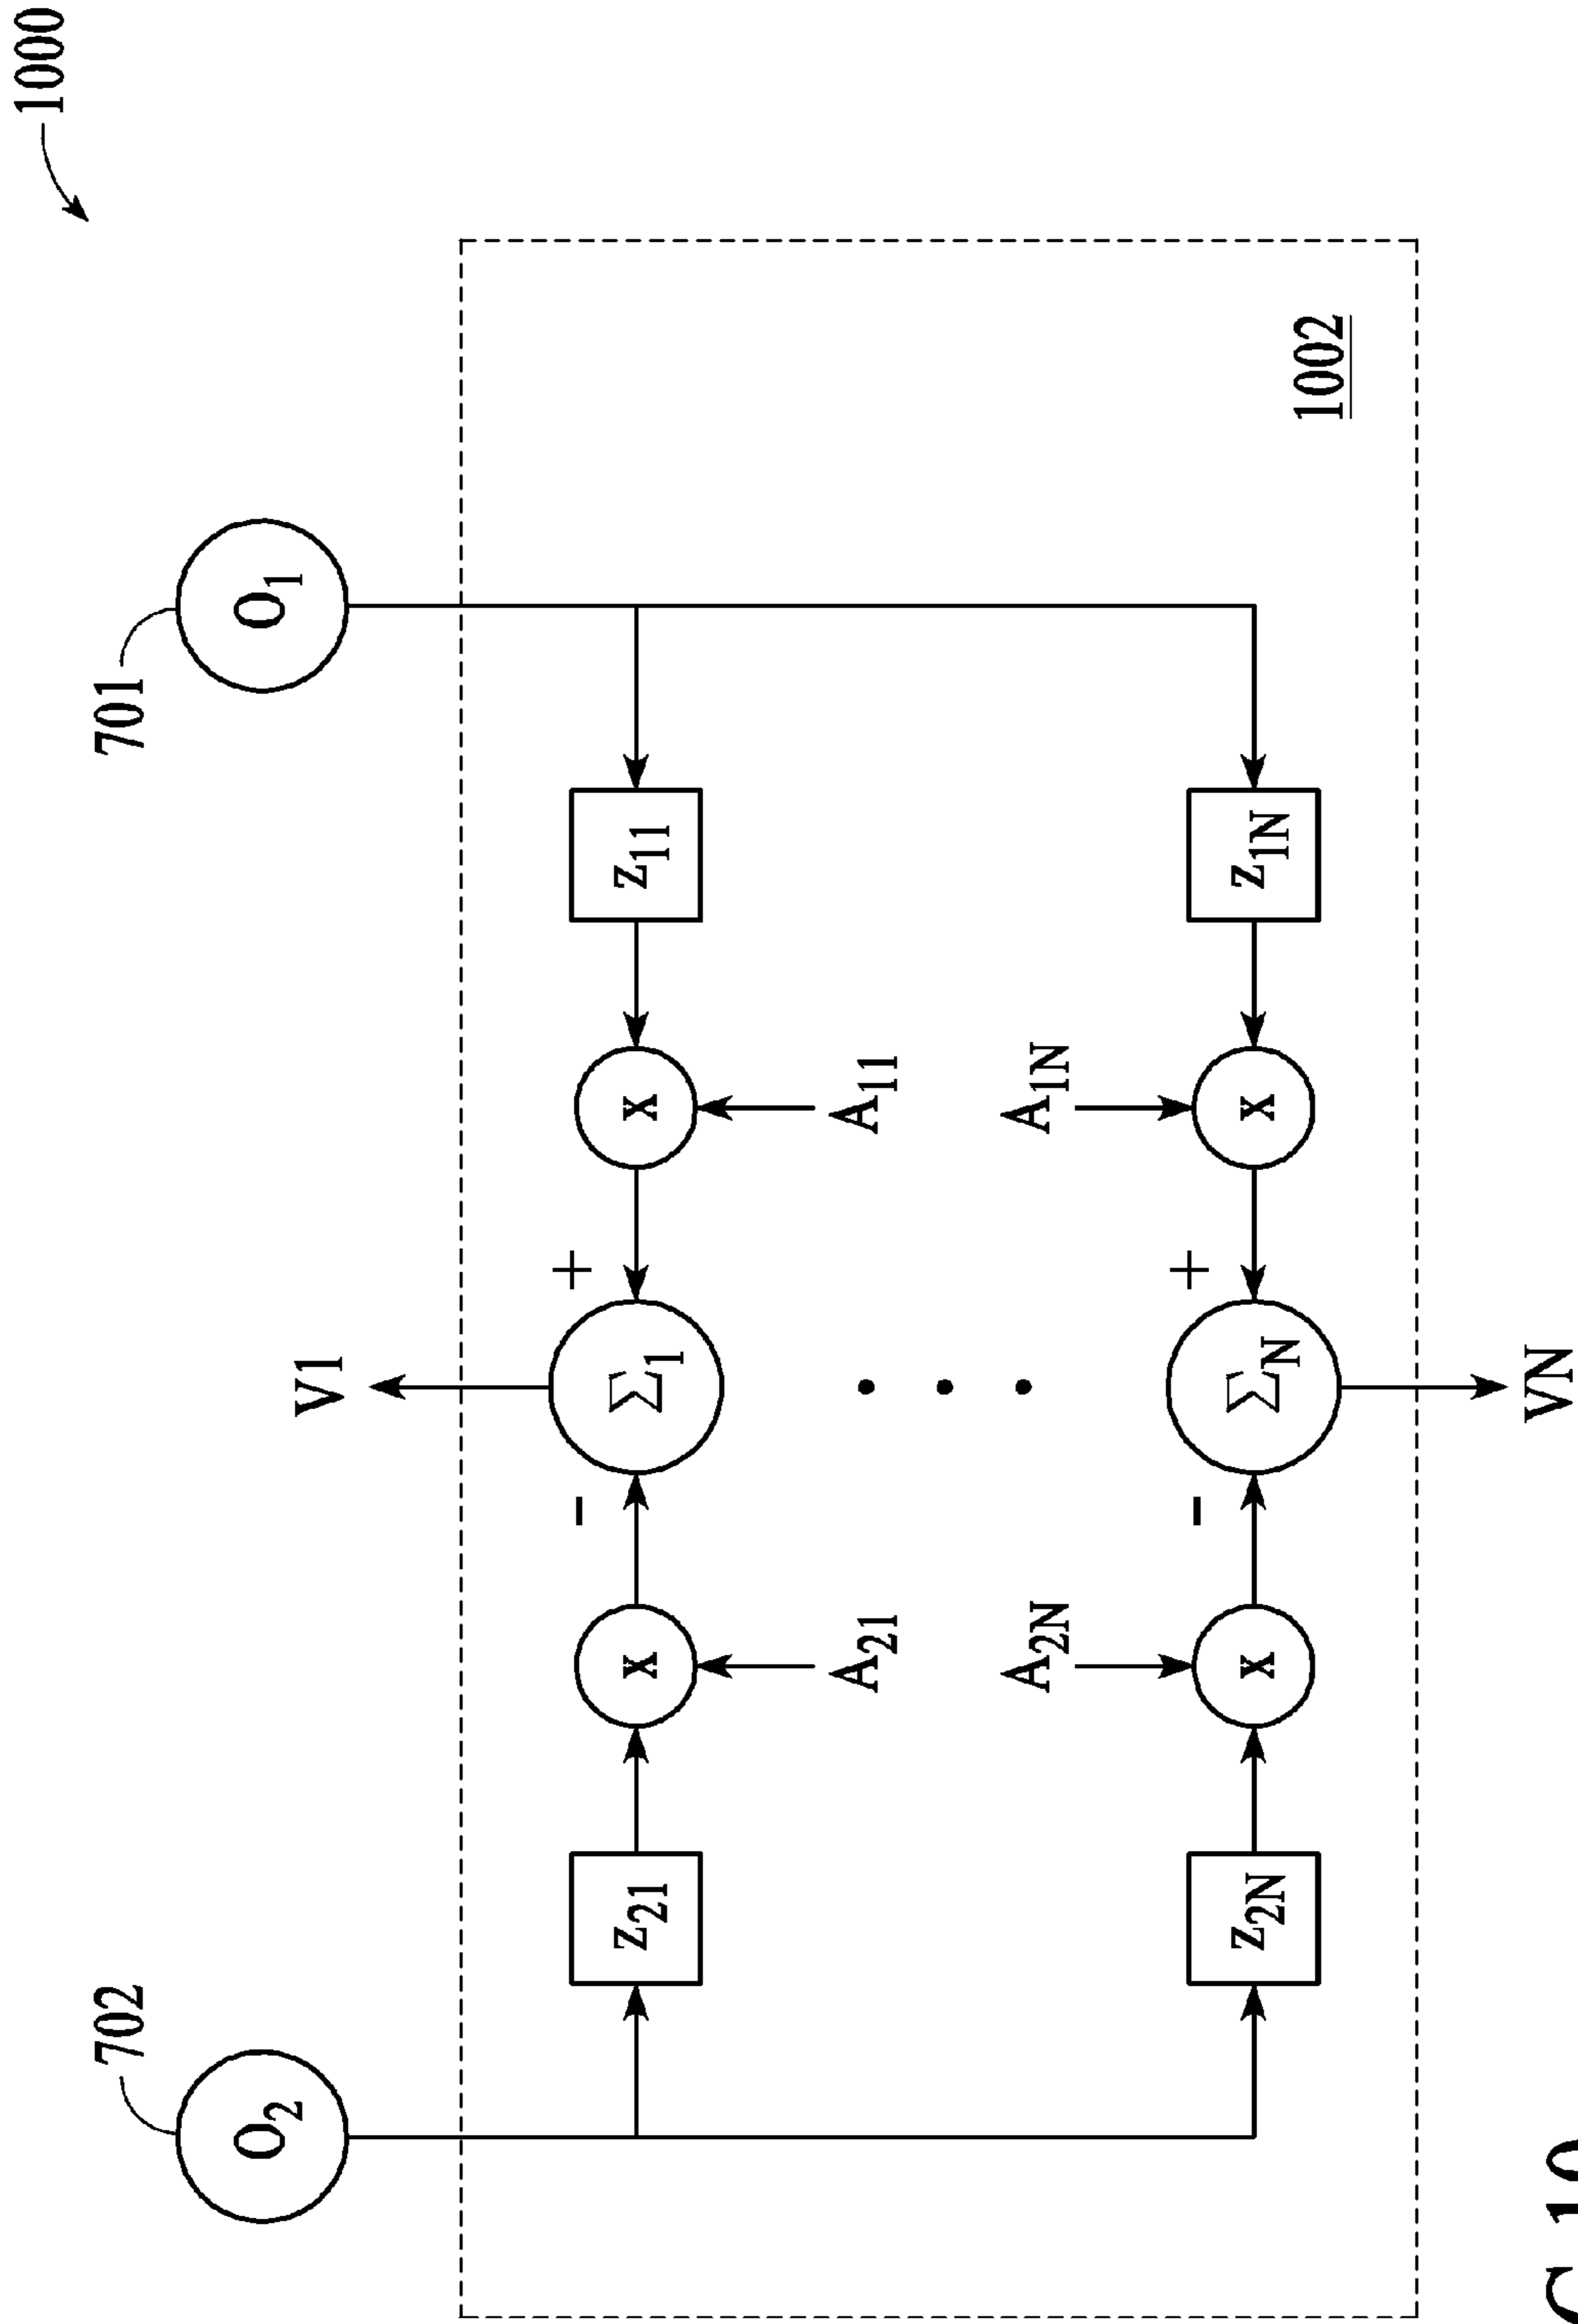 1000
702
701
O₂
O₁
V1
z₂₁
x
-
Σ₁
+
x
z₁₁
A₂₁
A₁₁
A₂N
A₁N
z₂N
x
-
ΣN
+
x
z₁N
1002
VN